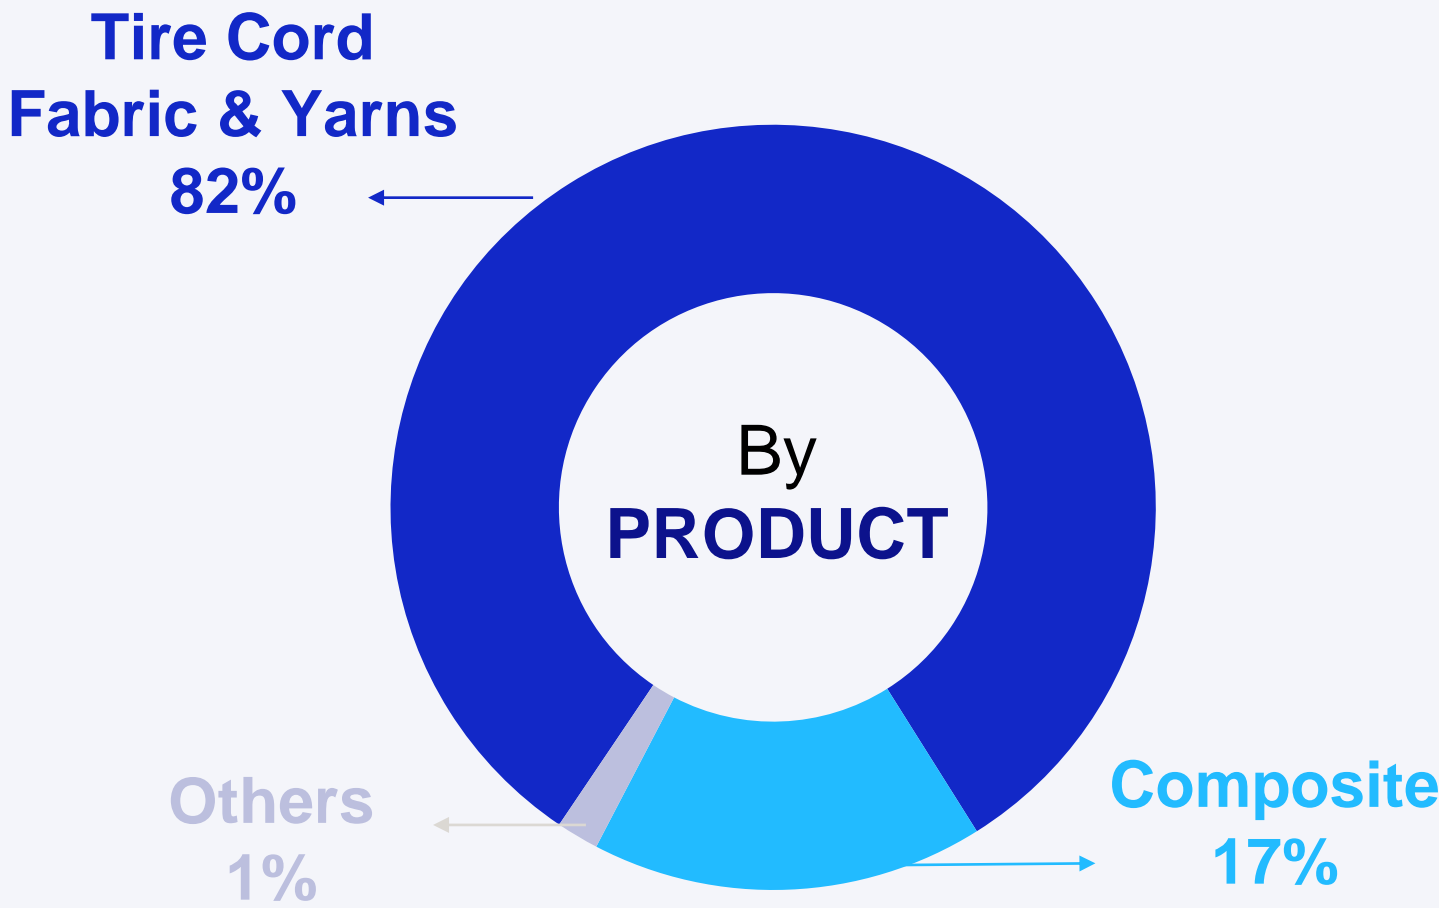 Tire Cord
Fabric & Yarns
82%
By
PRODUCT
Others
1%
Composite
17%